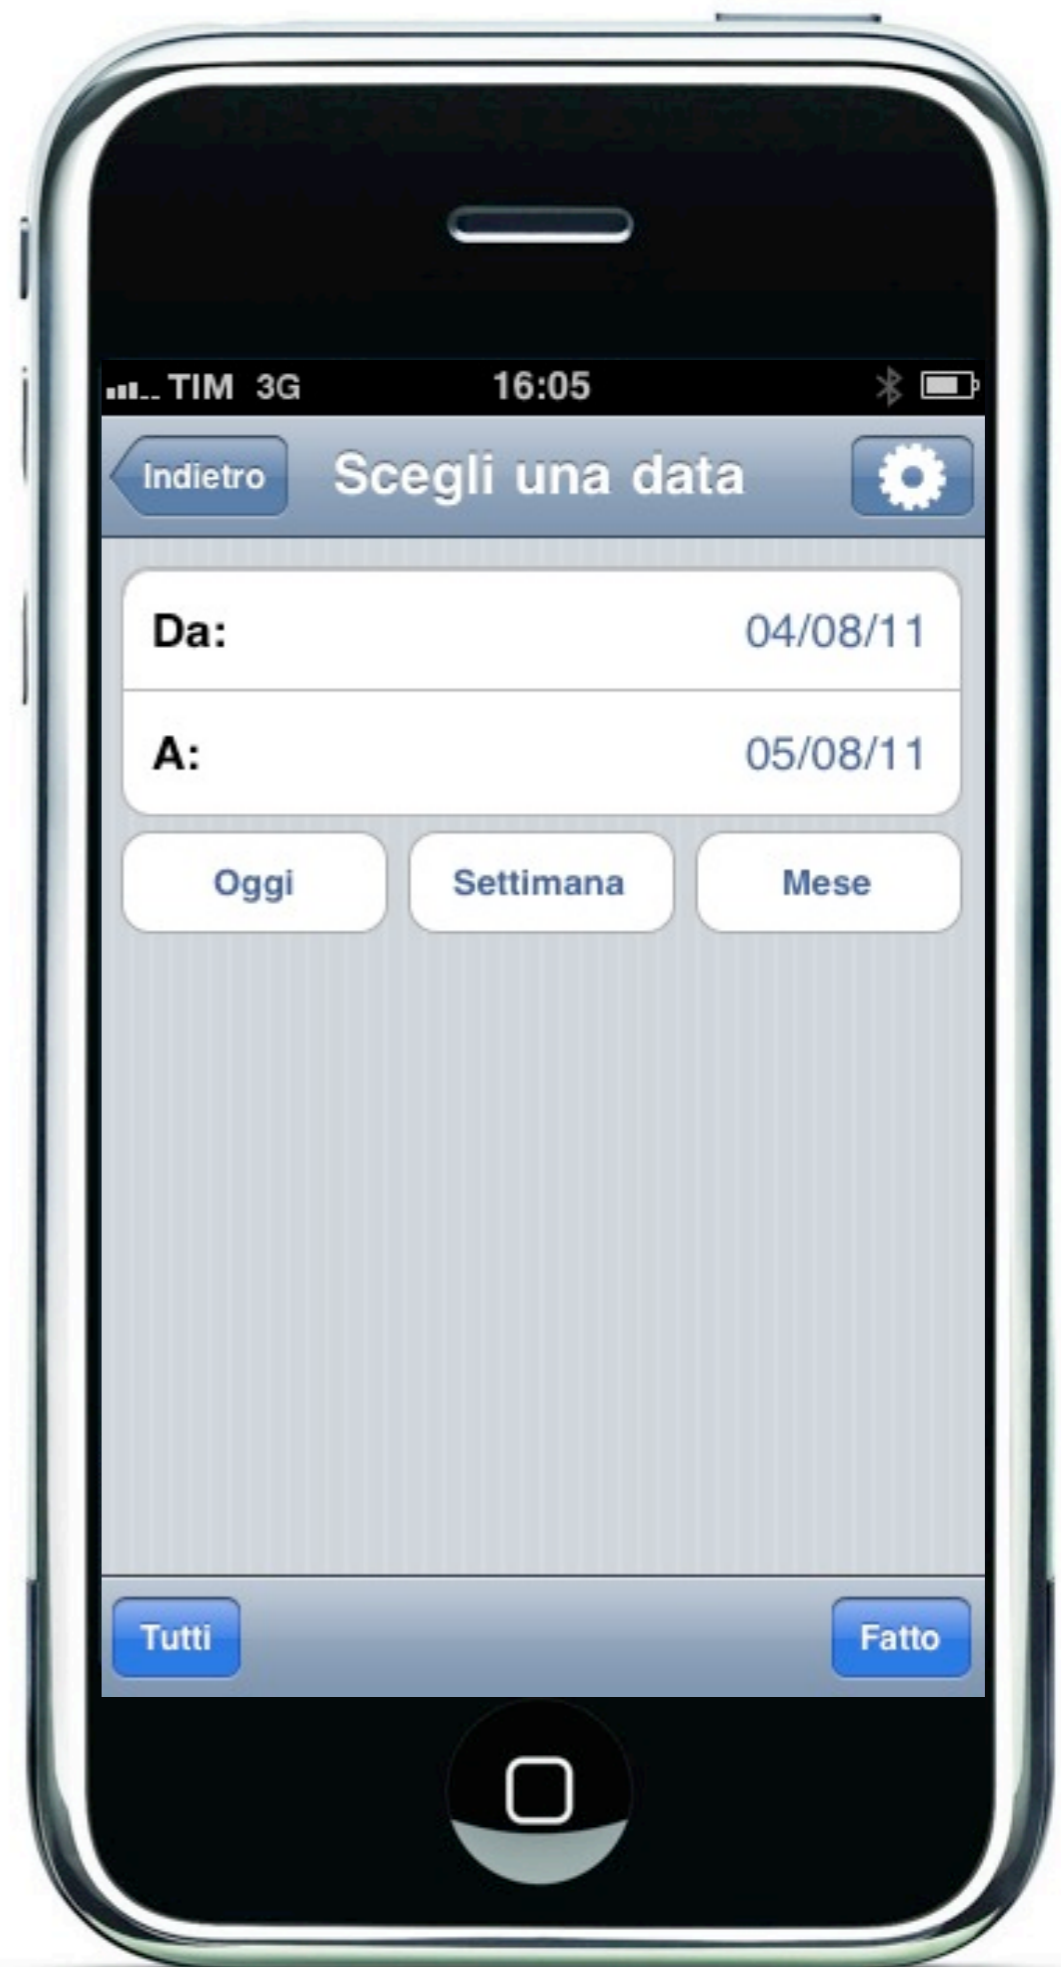 TIM 3G 16:05
Indietro Scegli una data
Da: 04/08/11
A: 05/08/11
Oggi Settimana Mese
Tutti Fatto